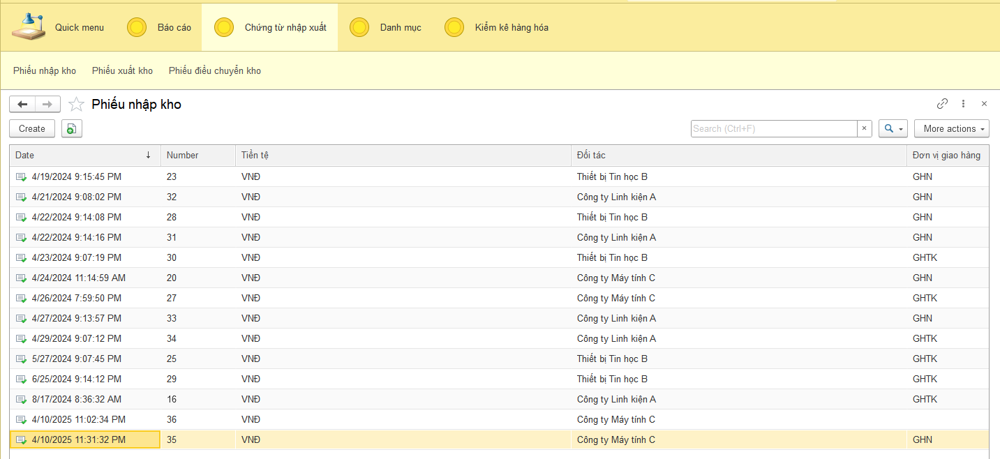 Quick menu Báo cáo Chứng từ nhập xuất Danh mục Kiểm kê hàng hóa
Phiếu nhập kho Phiếu xuất kho Phiếu điều chuyển kho
Phiếu nhập kho
Create Search (Ctrl+F) × More actions
Date ↓ Number Tiền tệ Đối tác Đơn vị giao hàng
4/19/2024 9:15:45 PM 23 VNĐ Thiết bị Tin học B GHN
4/21/2024 9:08:02 PM 32 VNĐ Công ty Linh kiện A GHN
4/22/2024 9:14:08 PM 28 VNĐ Thiết bị Tin học B GHN
4/22/2024 9:14:16 PM 31 VNĐ Công ty Linh kiện A GHN
4/23/2024 9:07:19 PM 30 VNĐ Thiết bị Tin học B GHTK
4/24/2024 11:14:59 AM 20 VNĐ Công ty Máy tính C GHN
4/26/2024 7:59:50 PM 27 VNĐ Công ty Máy tính C GHTK
4/27/2024 9:13:57 PM 33 VNĐ Công ty Linh kiện A GHN
4/29/2024 9:07:12 PM 34 VNĐ Công ty Linh kiện A GHTK
5/27/2024 9:07:45 PM 25 VNĐ Thiết bị Tin học B GHTK
6/25/2024 9:14:12 PM 29 VNĐ Thiết bị Tin học B GHTK
8/17/2024 8:36:32 AM 16 VNĐ Công ty Linh kiện A GHTK
4/10/2025 11:02:34 PM 36 VNĐ Công ty Máy tính C
4/10/2025 11:31:32 PM 35 VNĐ Công ty Máy tính C GHN